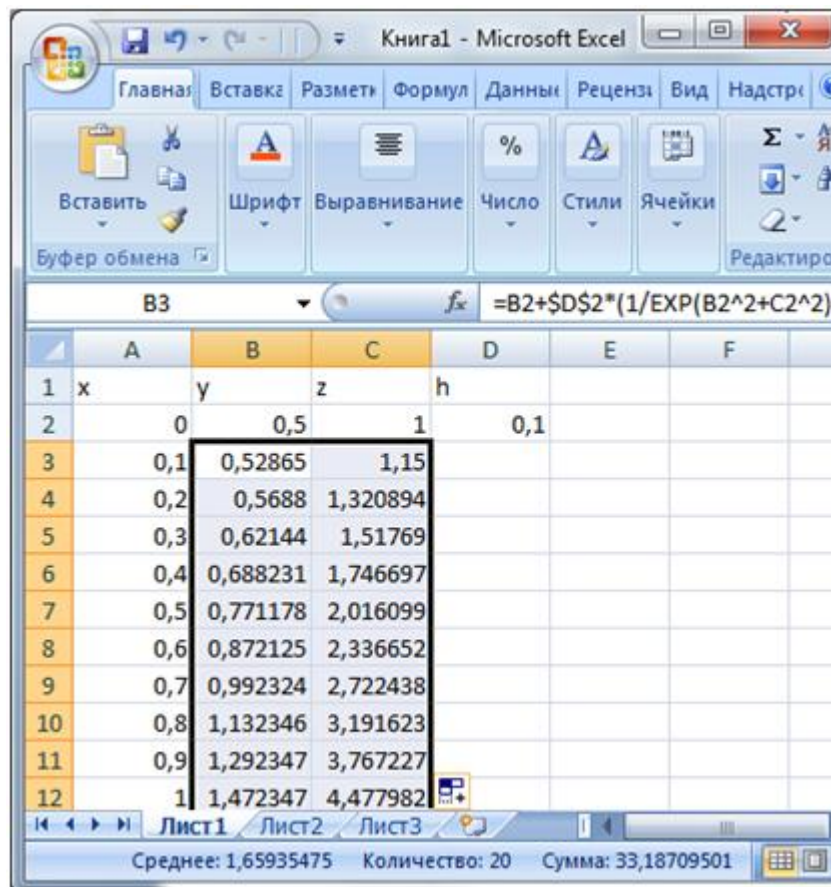 Книга1 - Microsoft Excel
Главная Вставка Разметк Формул Данные Реценз Вид Надстр
Вставить
Шрифт Выравнивание Число Стили Ячейки
Буфер обмена Редактиро
B3 fx =B2+$D$2*(1/EXP(B2^2+C2^2)
A B C D E F
1 x y z h
2 0 0,5 1 0,1
3 0,1 0,52865 1,15
4 0,2 0,5688 1,320894
5 0,3 0,62144 1,51769
6 0,4 0,688231 1,746697
7 0,5 0,771178 2,016099
8 0,6 0,872125 2,336652
9 0,7 0,992324 2,722438
10 0,8 1,132346 3,191623
11 0,9 1,292347 3,767227
12 1 1,472347 4,477982
Лист1 Лист2 Лист3
Среднее: 1,65935475 Количество: 20 Сумма: 33,18709501